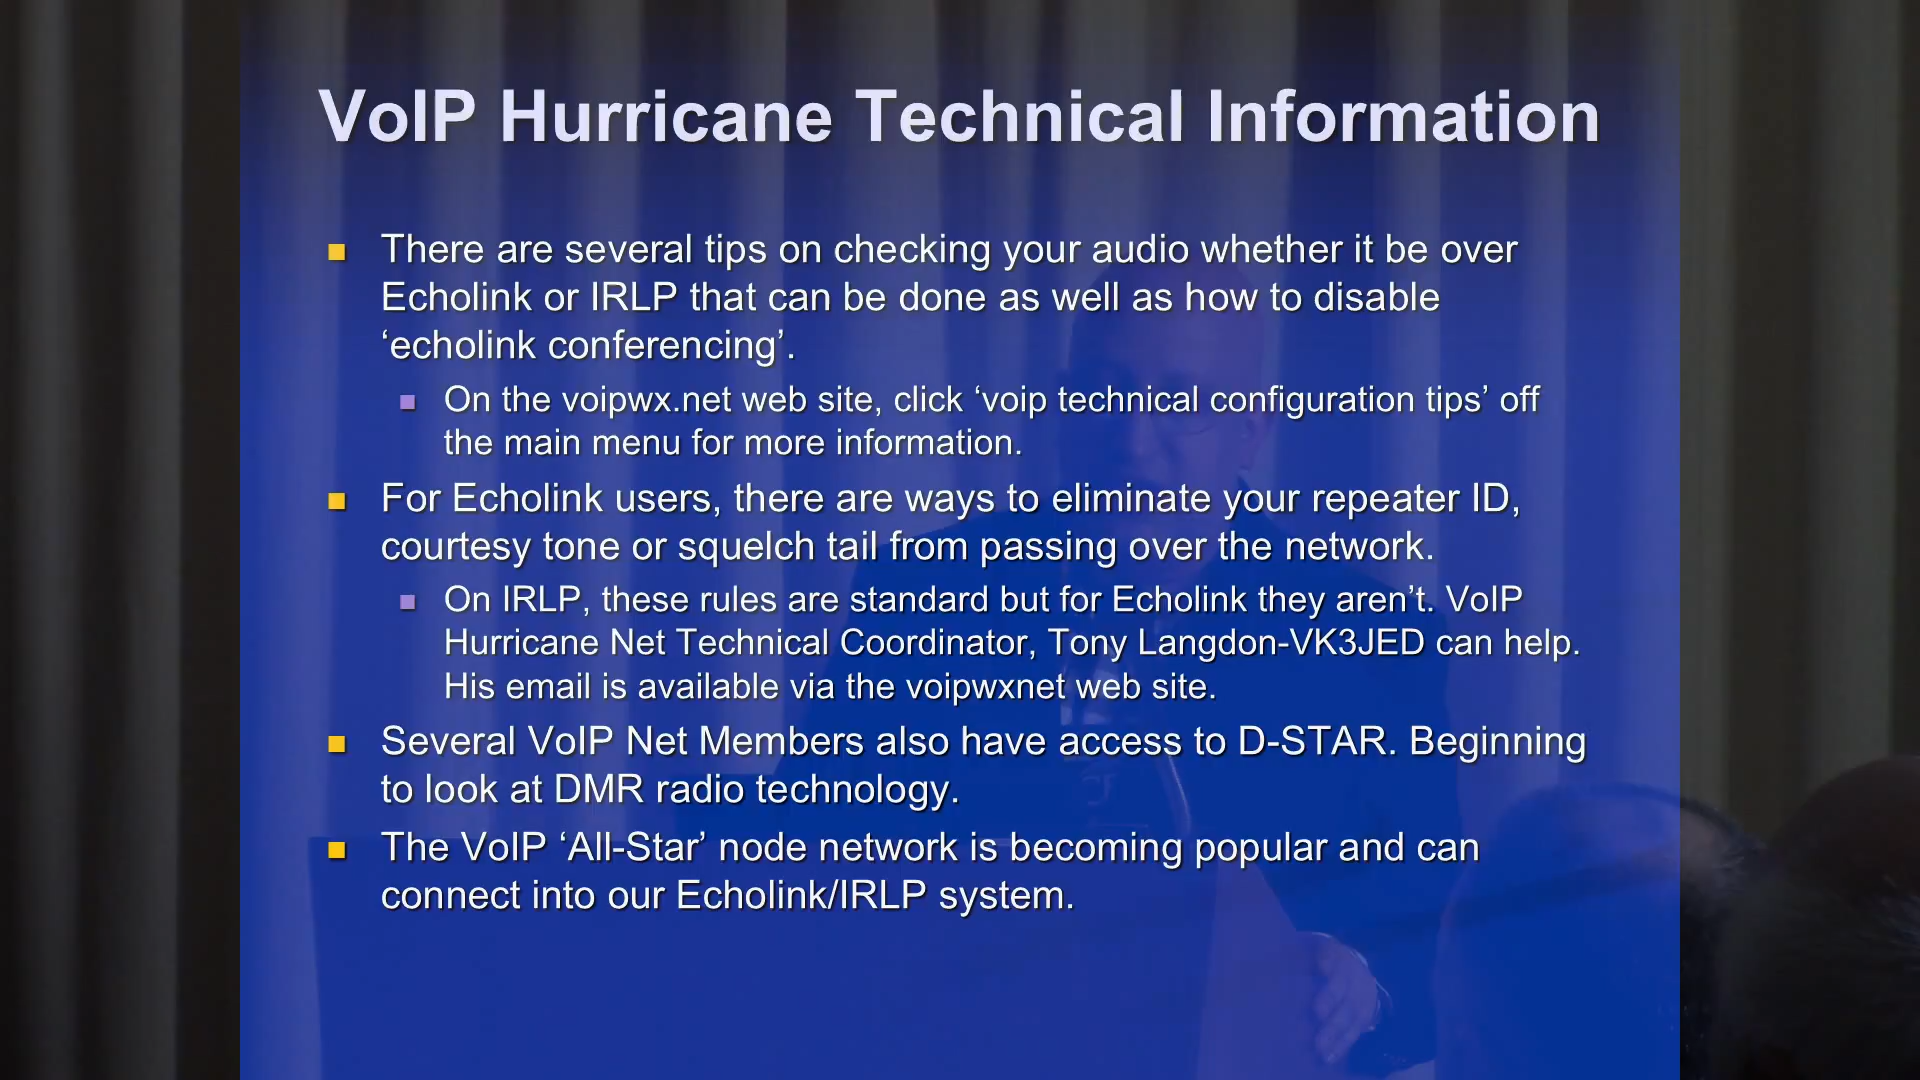 VoIP Hurricane Technical Information
There are several tips on checking your audio whether it be over
Echolink or IRLP that can be done as well as how to disable
‘echolink conferencing’.
On the voipwx.net web site, click ‘voip technical configuration tips’ off
the main menu for more information.
For Echolink users, there are ways to eliminate your repeater ID,
courtesy tone or squelch tail from passing over the network.
On IRLP, these rules are standard but for Echolink they aren’t. VoIP
Hurricane Net Technical Coordinator, Tony Langdon-VK3JED can help.
His email is available via the voipwxnet web site.
Several VoIP Net Members also have access to D-STAR. Beginning
to look at DMR radio technology.
The VoIP ‘All-Star’ node network is becoming popular and can
connect into our Echolink/IRLP system.